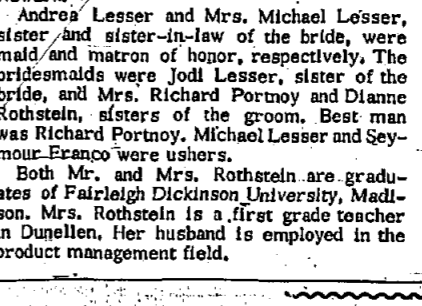 Andrea Lesser and Mrs. Michael Lesser,
sister and sister-in-law of the bride, were
maid and matron of honor, respectively. The
bridesmaids were Jodi Lesser, sister of the
bride, and Mrs. Richard Portnoy and Dianne
Rothstein, sisters of the groom. Best man
was Richard Portnoy. Michael Lesser and Sey-
mour Franco were ushers.
Both Mr. and Mrs. Rothstein are gradu-
ates of Fairleigh Dickinson University, Madi-
son. Mrs. Rothstein is a first grade teacher
in Dunellen. Her husband is employed in the
product management field.